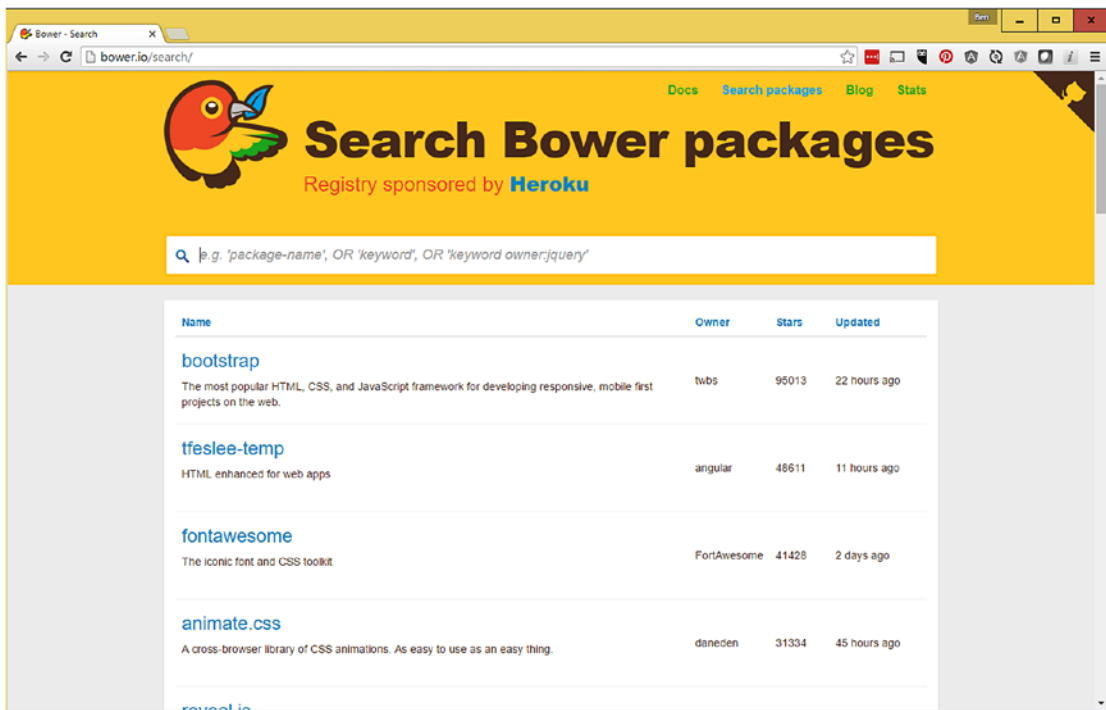 Ben
Bower - Search
bower.io/search/
Docs Search packages Blog Stats
Search Bower packages
Registry sponsored by Heroku
e.g. 'package-name', OR 'keyword', OR 'keyword owner:jquery'
Name Owner Stars Updated
bootstrap
The most popular HTML, CSS, and JavaScript framework for developing responsive, mobile first
projects on the web.
twbs 95013 22 hours ago
tfeslee-temp
HTML enhanced for web apps
angular 48611 11 hours ago
fontawesome
The iconic font and CSS toolkit
FortAwesome 41428 2 days ago
animate.css
A cross-browser library of CSS animations. As easy to use as an easy thing.
daneden 31334 45 hours ago